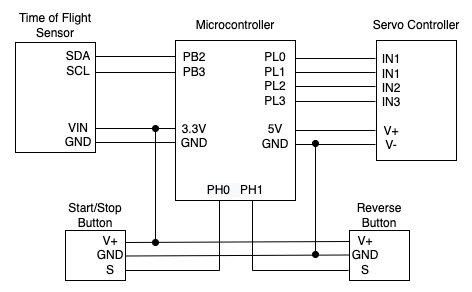 Time of Flight
Sensor
Microcontroller
Servo Controller
SDA
SCL
VIN
GND
PB2
PB3
3.3V
GND
PL0
PL1
PL2
PL3
5V
GND
PH0 PH1
IN1
IN1
IN2
IN3
V+
V-
Start/Stop
Button
V+
GND
S
Reverse
Button
V+
GND
S